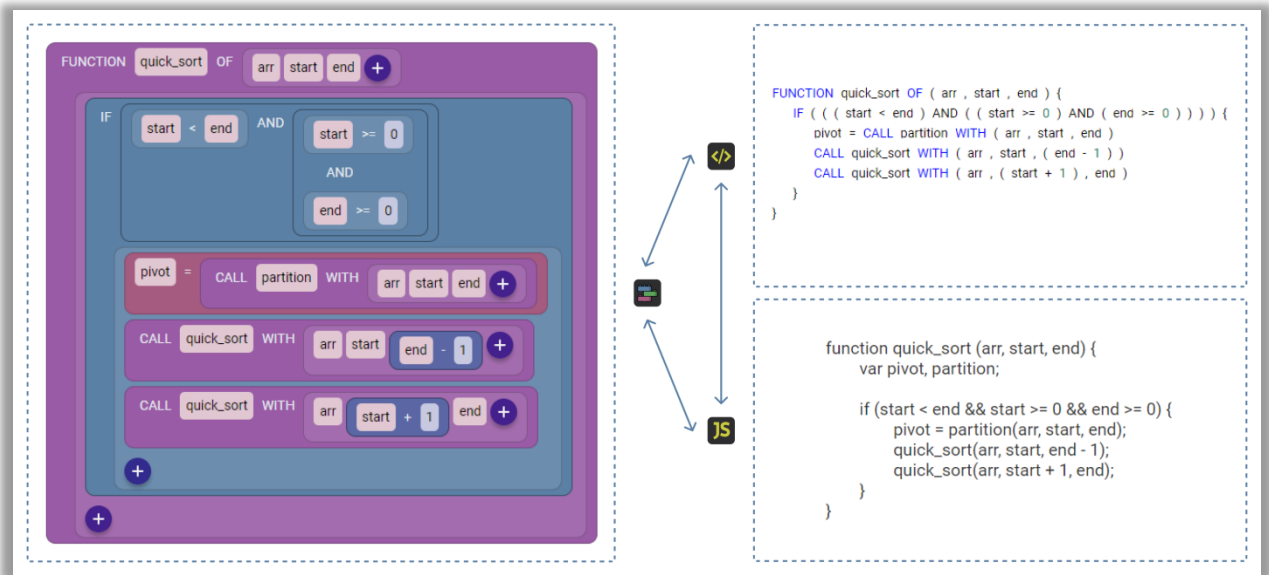 FUNCTION quick_sort OF arr start end +
IF start < end AND start >= 0
AND
end >= 0
pivot = CALL partition WITH arr start end +
CALL quick_sort WITH arr start end - 1 +
CALL quick_sort WITH arr start + 1 end +
+
+
</>
JS
FUNCTION quick_sort OF ( arr , start , end ) {
IF ( ( ( start < end ) AND ( ( start >= 0 ) AND ( end >= 0 ) ) ) ) {
pivot = CALL partition WITH ( arr , start , end )
CALL quick_sort WITH ( arr , start , ( end - 1 ) )
CALL quick_sort WITH ( arr , ( start + 1 ) , end )
}
}
function quick_sort (arr, start, end) {
var pivot, partition;
if (start < end && start >= 0 && end >= 0) {
pivot = partition(arr, start, end);
quick_sort(arr, start, end - 1);
quick_sort(arr, start + 1, end);
}
}